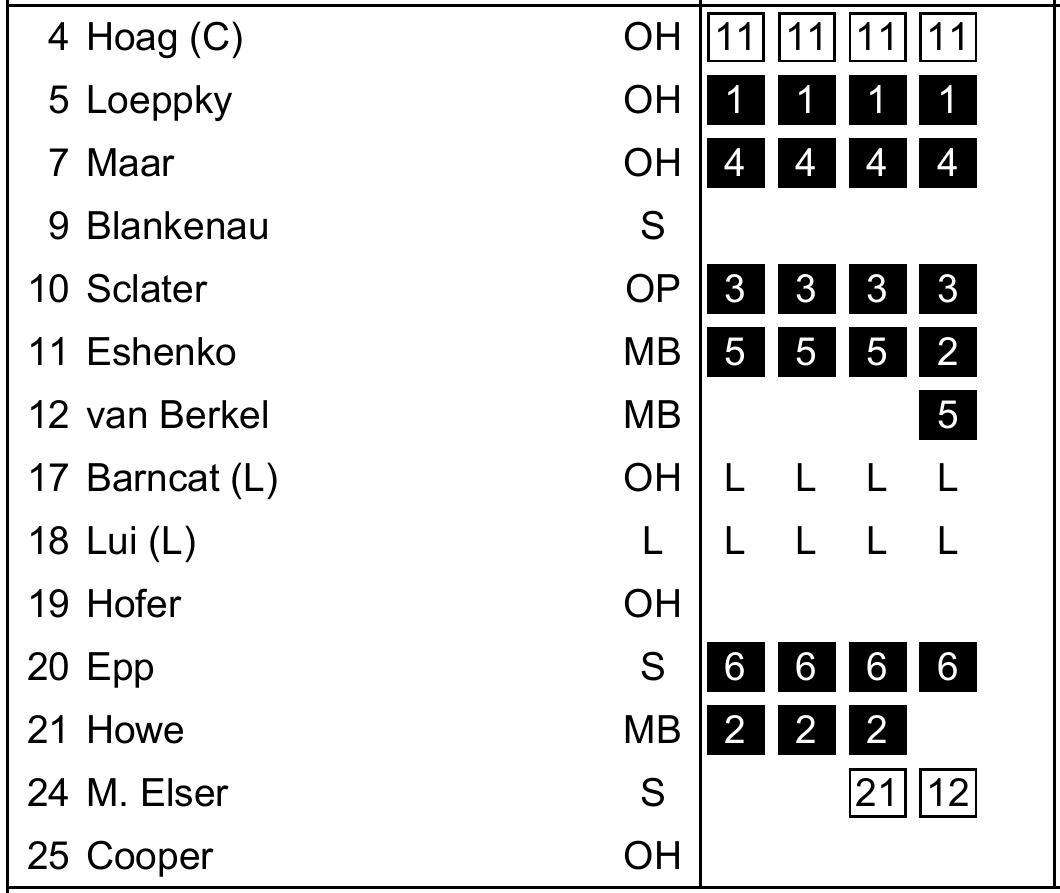 4 Hoag (C) OH 11 11 11 11
5 Loeppky OH 1 1 1 1
7 Maar OH 4 4 4 4
9 Blankenau S
10 Sclater OP 3 3 3 3
11 Eshenko MB 5 5 5 2
12 van Berkel MB 5
17 Barncat (L) OH L L L L
18 Lui (L) L L L L L
19 Hofer OH
20 Epp S 6 6 6 6
21 Howe MB 2 2 2
24 M. Elser S 21 12
25 Cooper OH